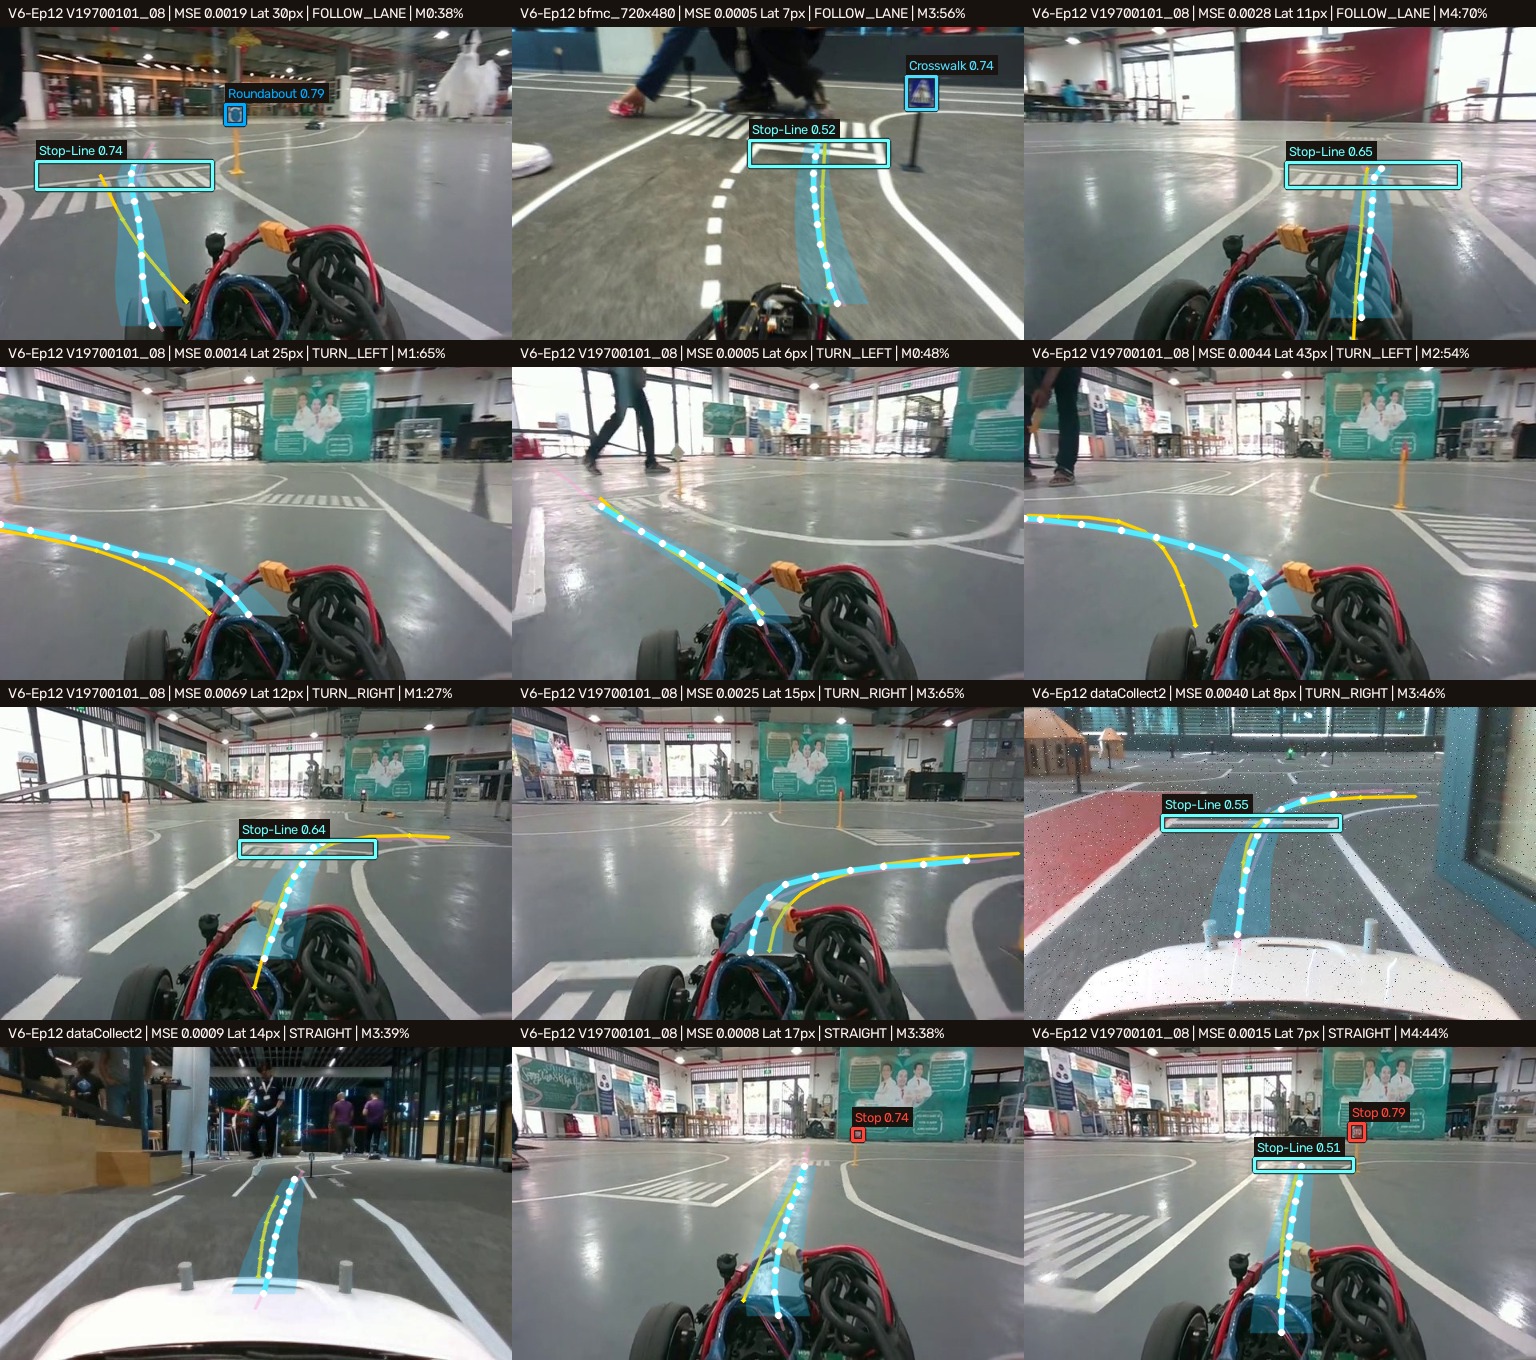 V6-Ep12 V19700101_08 | MSE 0.0019 Lat 30px | FOLLOW_LANE | M0:38%
V6-Ep12 bfmc_720x480 | MSE 0.0005 Lat 7px | FOLLOW_LANE | M3:56%
V6-Ep12 V19700101_08 | MSE 0.0028 Lat 11px | FOLLOW_LANE | M4:70%
Roundabout 0.79
Stop-Line 0.74
Crosswalk 0.74
Stop-Line 0.52
Stop-Line 0.65
V6-Ep12 V19700101_08 | MSE 0.0014 Lat 25px | TURN_LEFT | M1:65%
V6-Ep12 V19700101_08 | MSE 0.0005 Lat 6px | TURN_LEFT | M0:48%
V6-Ep12 V19700101_08 | MSE 0.0044 Lat 43px | TURN_LEFT | M2:54%
V6-Ep12 V19700101_08 | MSE 0.0069 Lat 12px | TURN_RIGHT | M1:27%
V6-Ep12 V19700101_08 | MSE 0.0025 Lat 15px | TURN_RIGHT | M3:65%
V6-Ep12 dataCollect2 | MSE 0.0040 Lat 8px | TURN_RIGHT | M3:46%
Stop-Line 0.64
Stop-Line 0.55
V6-Ep12 dataCollect2 | MSE 0.0009 Lat 14px | STRAIGHT | M3:39%
V6-Ep12 V19700101_08 | MSE 0.0008 Lat 17px | STRAIGHT | M3:38%
V6-Ep12 V19700101_08 | MSE 0.0015 Lat 7px | STRAIGHT | M4:44%
Stop 0.74
Stop 0.79
Stop-Line 0.51